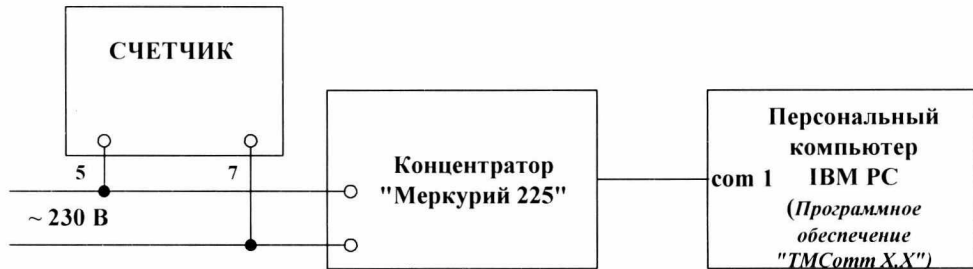 СЧЕТЧИК
5
7
~ 230 В
Концентратор
"Меркурий 225"
com 1
Персональный
компьютер
IBM PC
(Программное
обеспечение
"TMComm X.X")